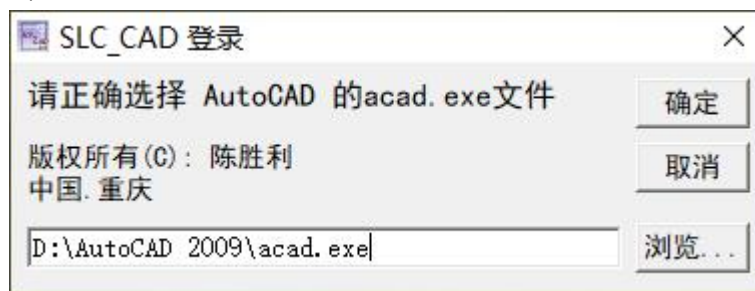 SLC_CAD 登录
请正确选择 AutoCAD 的acad.exe文件
确定
版权所有(C): 陈胜利
中国.重庆
取消
D:\AutoCAD 2009\acad.exe
浏览...